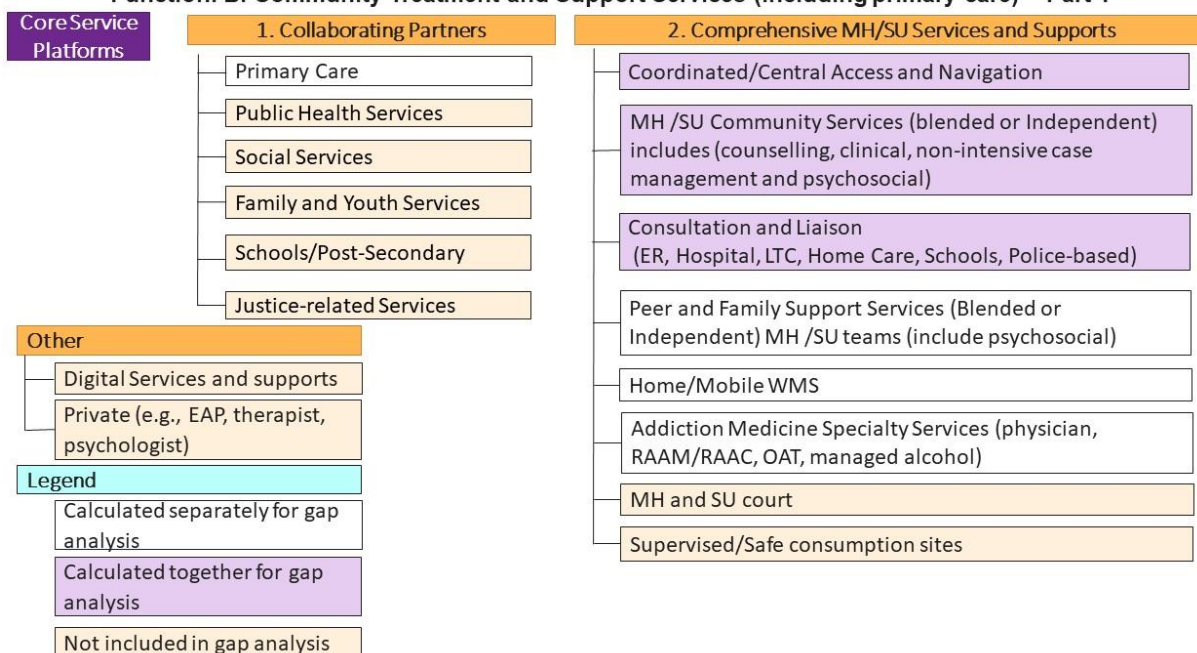 Core Service
Platforms
1. Collaborating Partners
Primary Care
Public Health Services
Social Services
Family and Youth Services
Schools/Post-Secondary
Justice-related Services
2. Comprehensive MH/SU Services and Supports
Coordinated/Central Access and Navigation
MH /SU Community Services (blended or Independent)
includes (counselling, clinical, non-intensive case
management and psychosocial)
Consultation and Liaison
(ER, Hospital, LTC, Home Care, Schools, Police-based)
Peer and Family Support Services (Blended or
Independent) MH /SU teams (include psychosocial)
Home/Mobile WMS
Addiction Medicine Specialty Services (physician,
RAAM/RAAC, OAT, managed alcohol)
MH and SU court
Supervised/Safe consumption sites
Other
Digital Services and supports
Private (e.g., EAP, therapist,
psychologist)
Legend
Calculated separately for gap
analysis
Calculated together for gap
analysis
Not included in gap analysis